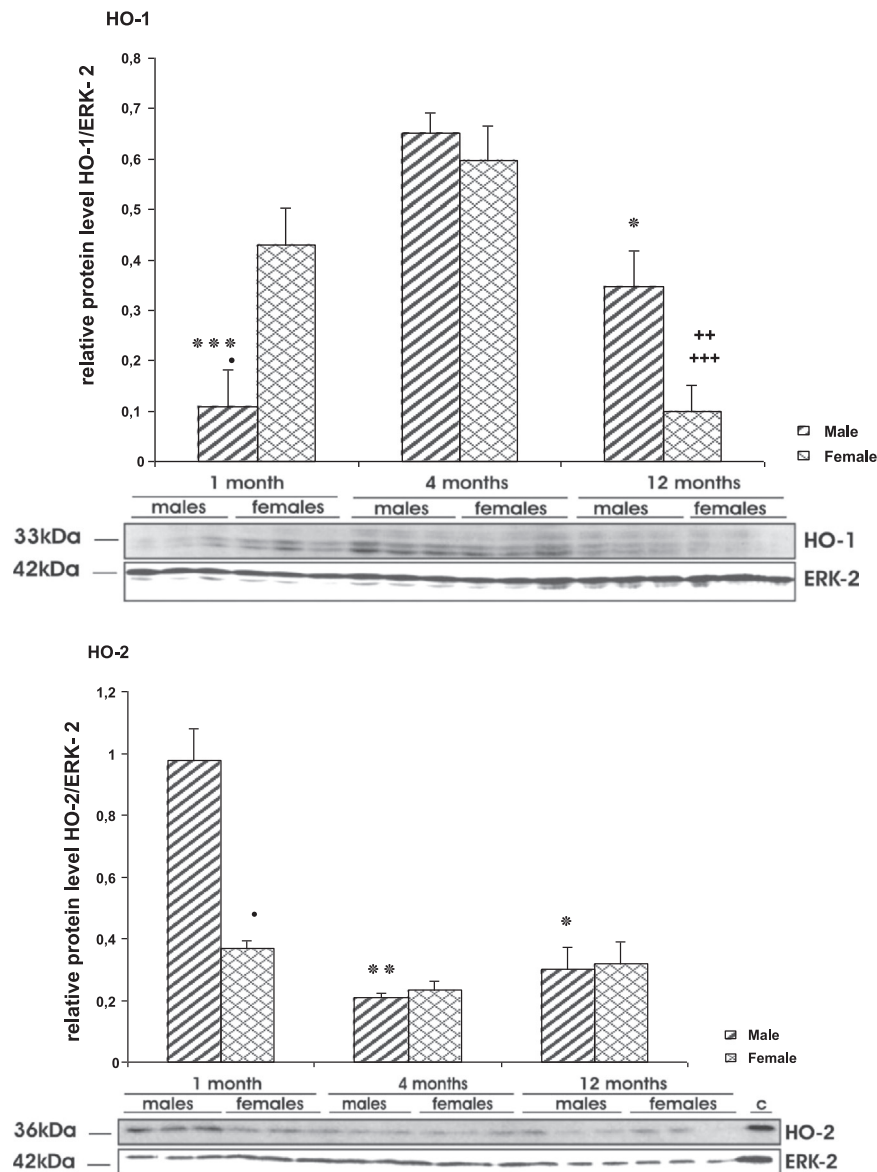 HO-1
relative protein level HO-1/ERK- 2
0,8
0,7
0,6
0,5
0,4
0,3
0,2
0,1
0
***
•
*
++
+++
Male
Female
1 month 4 months 12 months
males females males females males females
33kDa HO-1
42kDa ERK-2
HO-2
relative protein level HO-2/ERK- 2
1,2
1
0,8
0,6
0,4
0,2
0
•
**
*
Male
Female
1 month 4 months 12 months
males females males females males females c
36kDa HO-2
42kDa ERK-2